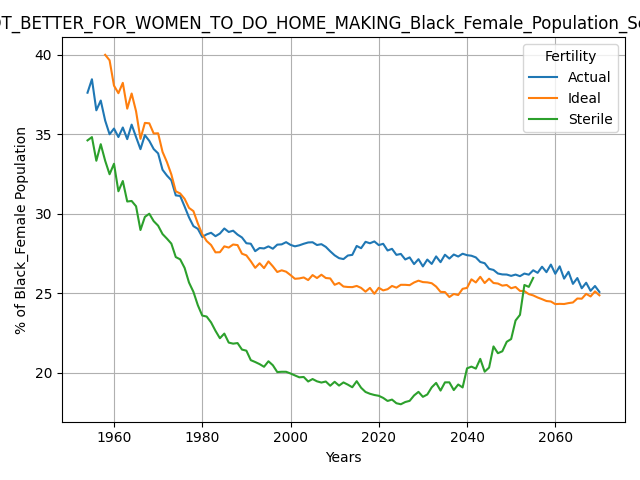 OT_BETTER_FOR_WOMEN_TO_DO_HOME_MAKING_Black_Female_Population_Se
40
35
30
25
20
% of Black_Female Population
Fertility
Actual
Ideal
Sterile
1960 1980 2000 2020 2040 2060
Years